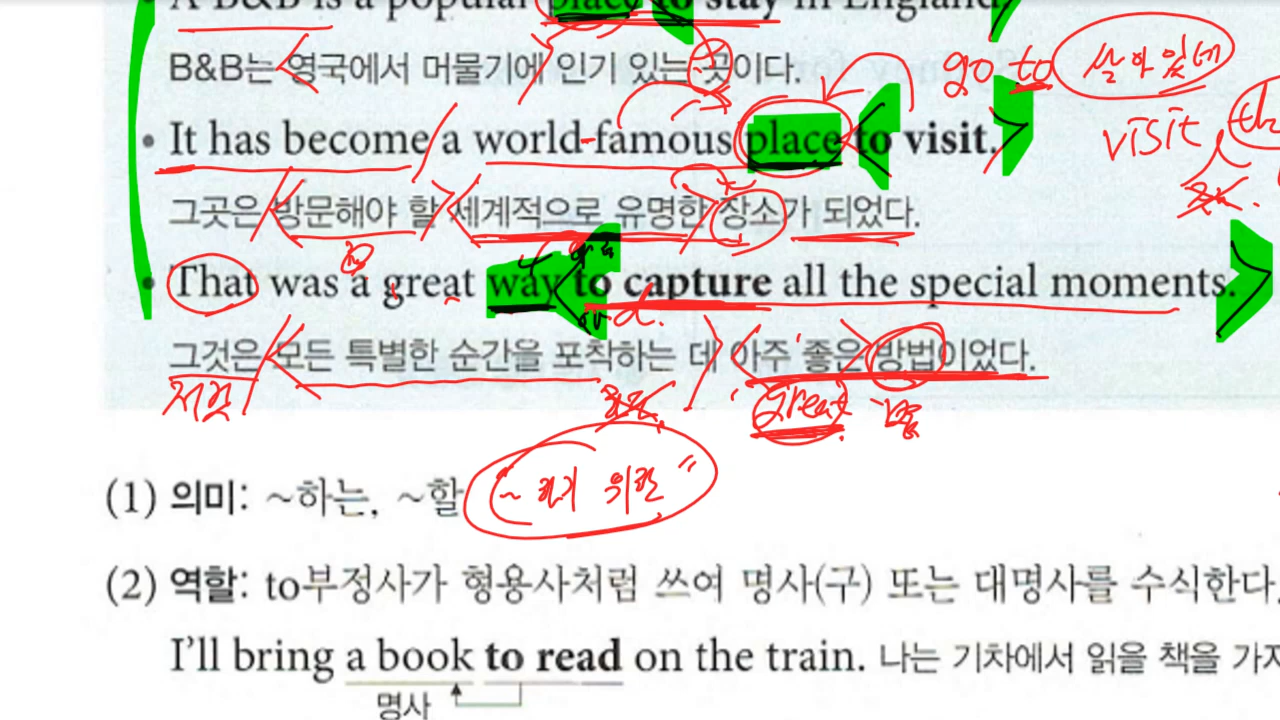 A B&B is a popular place to stay in England
B&B는 영국에서 머물기에 인기 있는 곳이다.
go to 살아있네
• It has become a world-famous place to visit.
visit
그곳은 방문해야 할 세계적으로 유명한 장소가 되었다.
• That was a great way to capture all the special moments.
그것은 모든 특별한 순간을 포착하는 데 아주 좋은 방법이었다.
저것
great
(1) 의미: ~하는, ~할 ~ 하기 위한"
(2) 역할: to부정사가 형용사처럼 쓰여 명사(구) 또는 대명사를 수식한다.
I'll bring a book to read on the train. 나는 기차에서 읽을 책을
명사